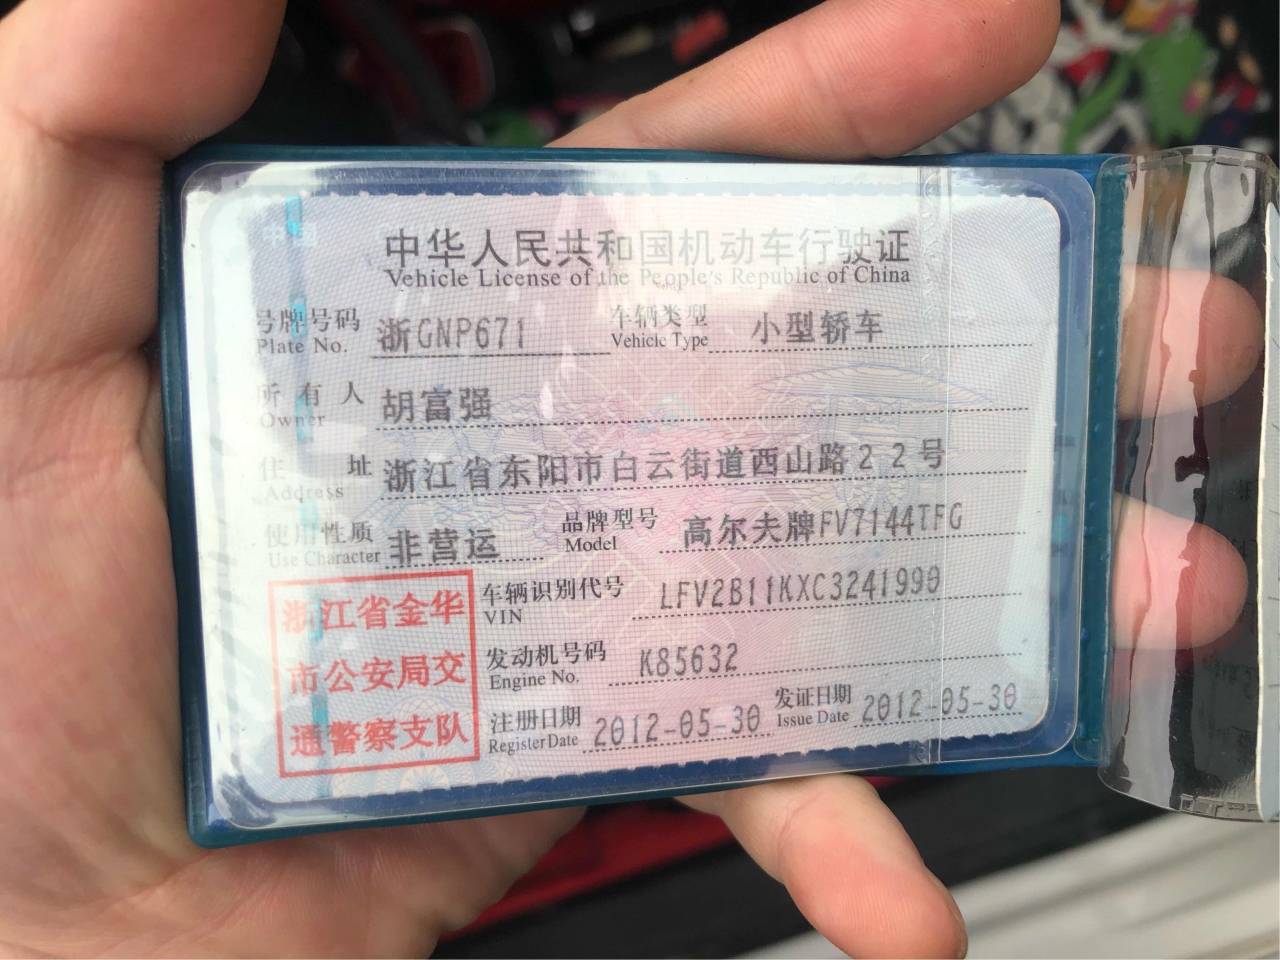 中华人民共和国机动车行驶证
Vehicle License of the People's Republic of China
号牌号码 浙GNP671 车辆类型 小型轿车
Plate No. Vehicle Type
所有人 胡富强
Owner
住址 浙江省东阳市白云街道西山路22号
Address
使用性质 非营运 品牌型号 高尔夫牌FV7144TFG
Use Character Model
浙江省金华
市公安局交
通警察支队
车辆识别代号 LFV2B11KXC3241990
VIN
发动机号码 K85632
Engine No.
注册日期 2012-05-30 发证日期 2012-05-30
Register Date Issue Date